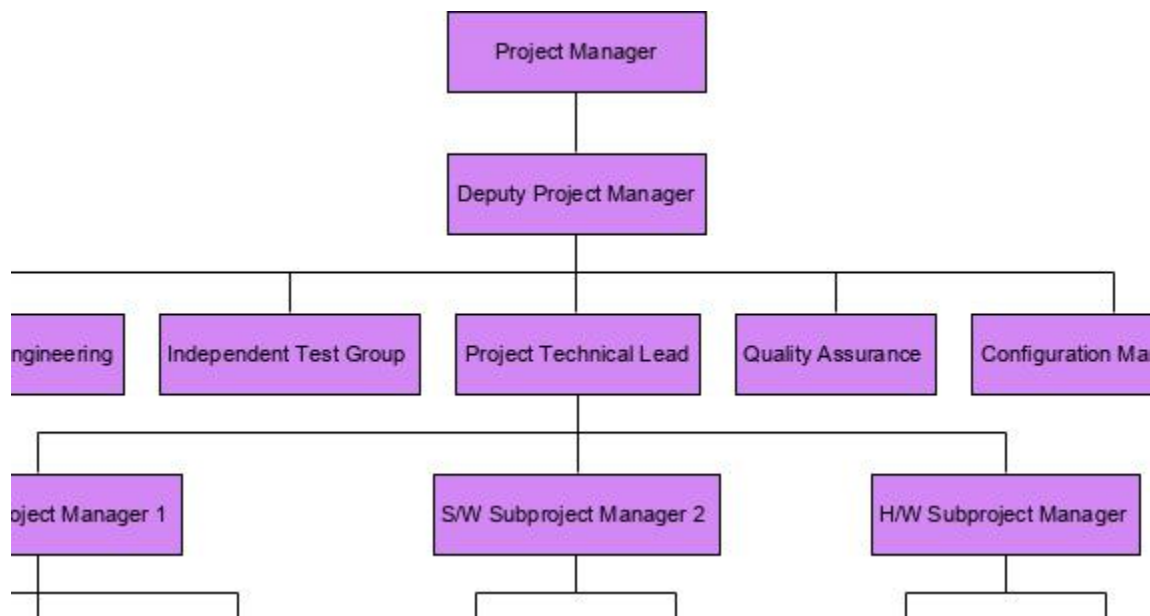 Project Manager
Deputy Project Manager
ngineering
Independent Test Group
Project Technical Lead
Quality Assurance
Configuration Ma
oject Manager 1
S/W Subproject Manager 2
H/W Subproject Manager